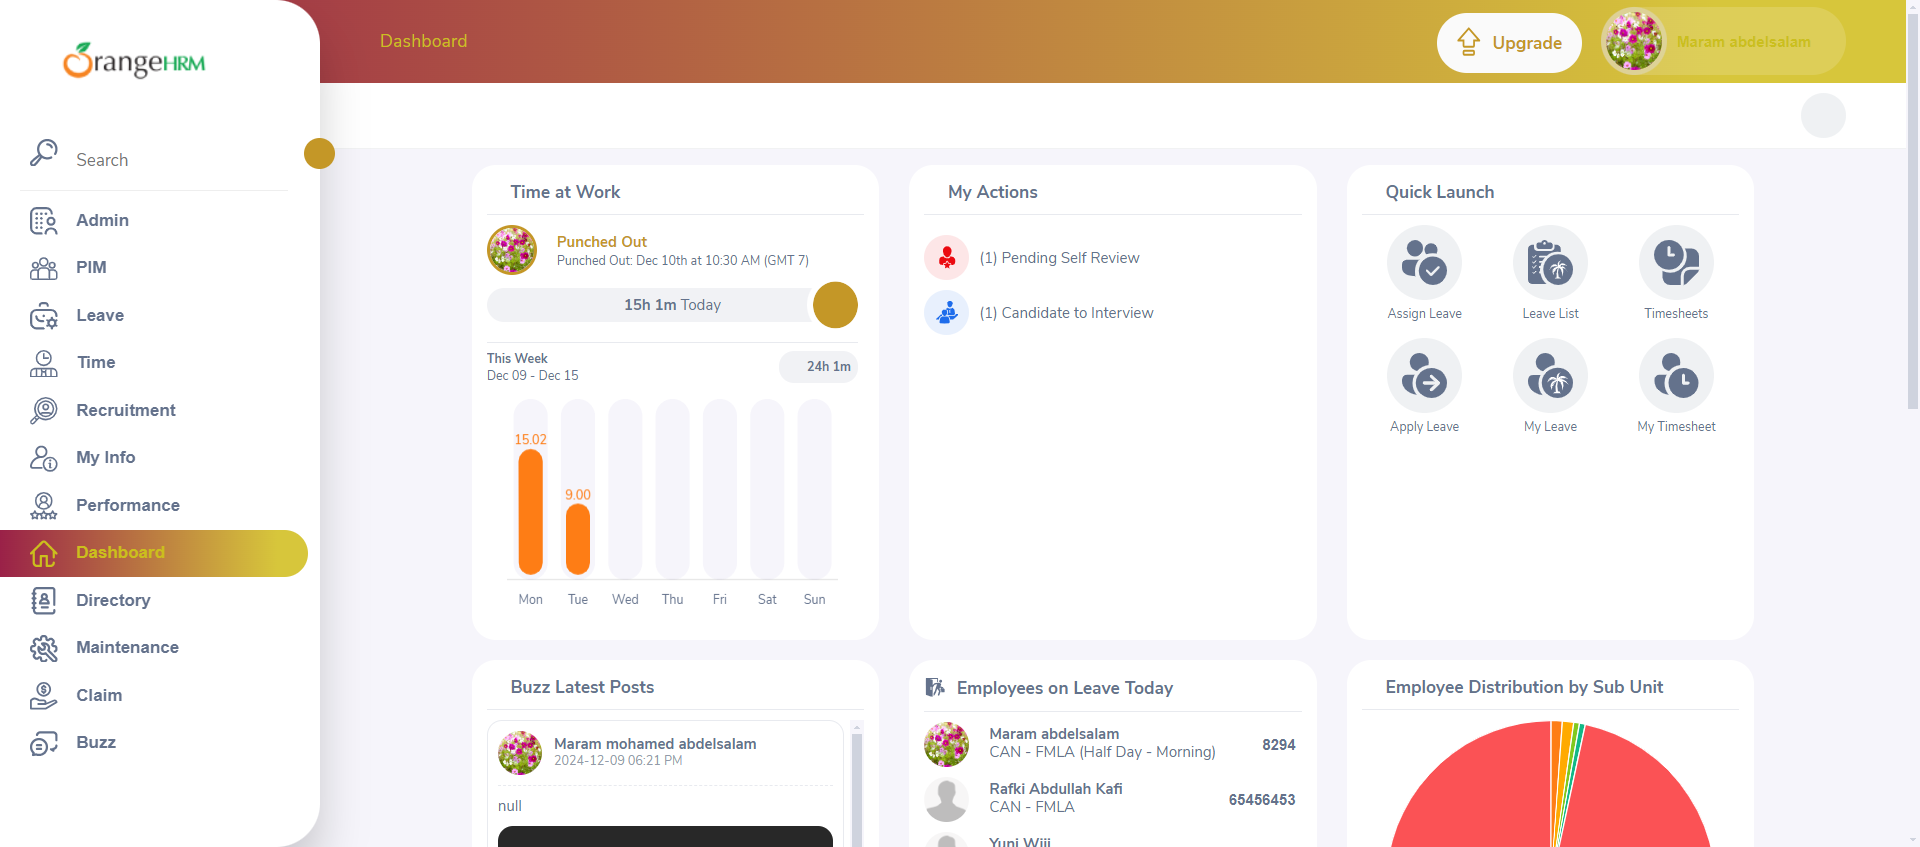 OrangeHRM
Search
Admin
PIM
Leave
Time
Recruitment
My Info
Performance
Dashboard
Directory
Maintenance
Claim
Buzz
Dashboard
Upgrade
Maram abdelsalam
Time at Work
Punched Out
Punched Out: Dec 10th at 10:30 AM (GMT 7)
15h 1m Today
This Week
Dec 09 - Dec 15
24h 1m
15.02
9.00
Mon Tue Wed Thu Fri Sat Sun
My Actions
(1) Pending Self Review
(1) Candidate to Interview
Quick Launch
Assign Leave Leave List Timesheets
Apply Leave My Leave My Timesheet
Buzz Latest Posts
Maram mohamed abdelsalam
2024-12-09 06:21 PM
null
Employees on Leave Today
Maram abdelsalam
CAN - FMLA (Half Day - Morning) 8294
Rafki Abdullah Kafi
CAN - FMLA 65456453
Employee Distribution by Sub Unit